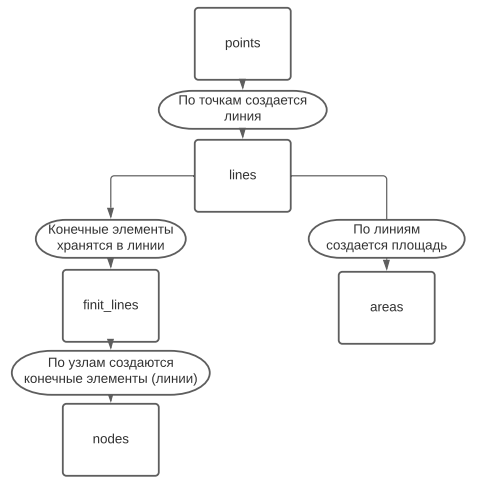 points
По точкам создается
линия
lines
Конечные элементы
хранятся в линии
По линиям
создается площадь
finit_lines
areas
По узлам создаются
конечные элементы (линии)
nodes